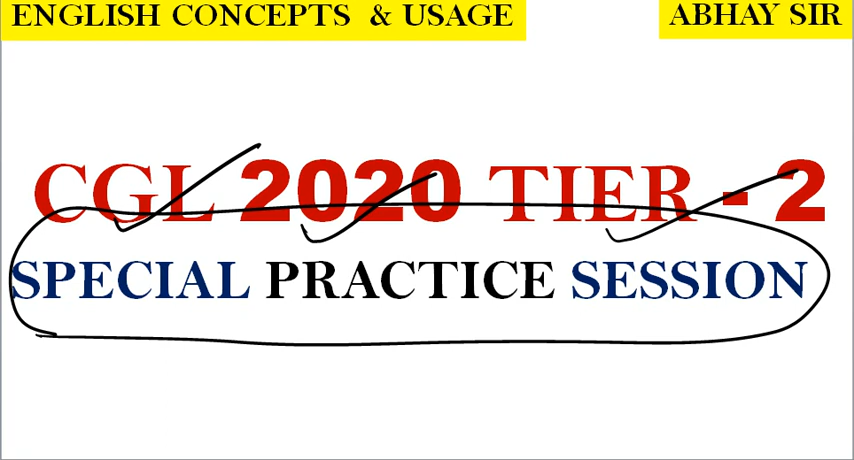 ENGLISH CONCEPTS & USAGE
ABHAY SIR
CGL 2020 TIER - 2
SPECIAL PRACTICE SESSION